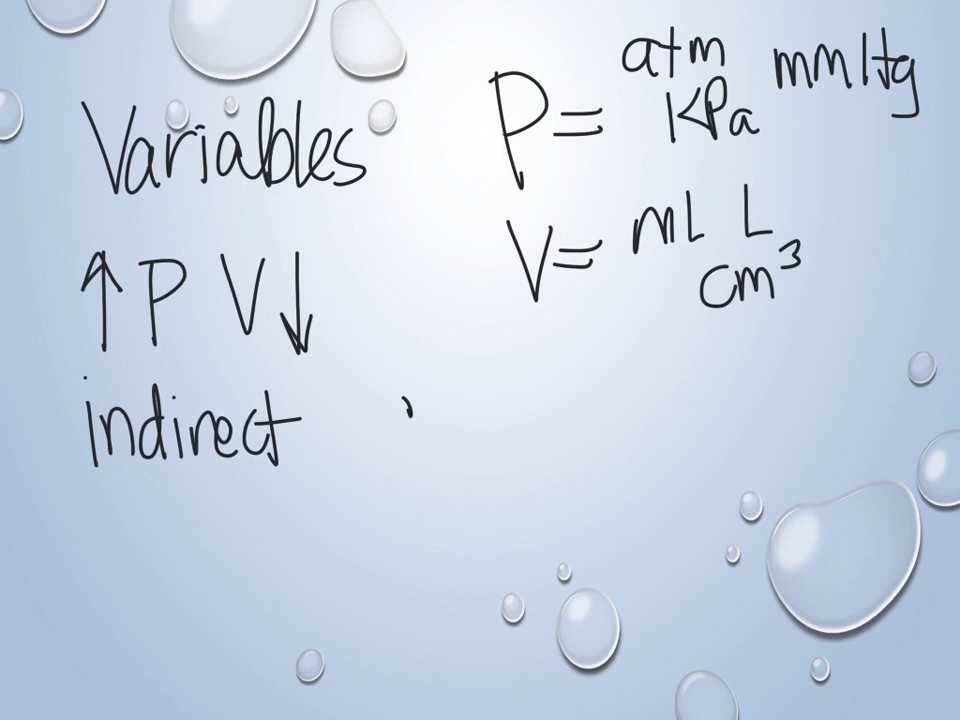 Variables
↑ P V ↓
indirect
P = atm mmHg
KPa
V = mL L
cm³